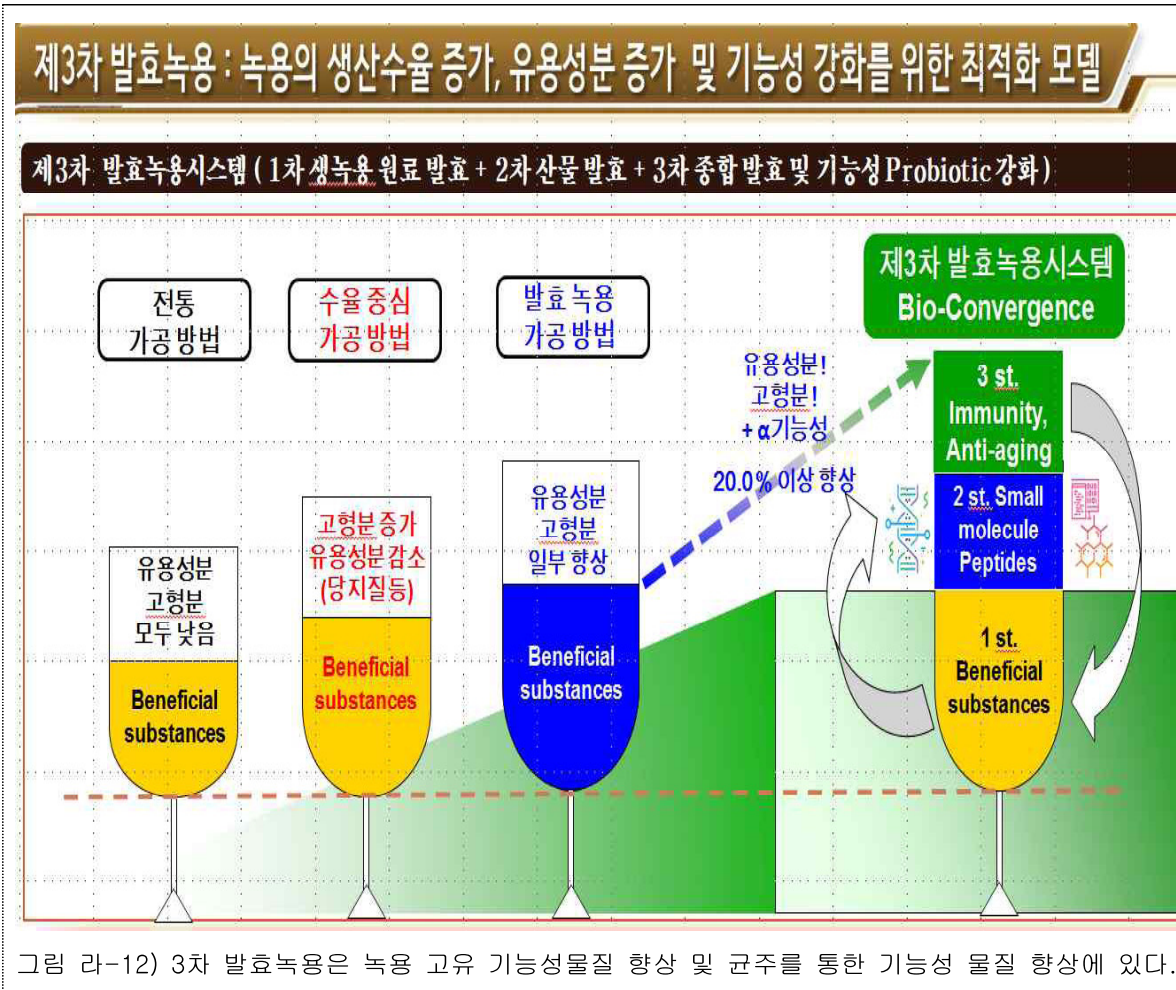 제3차 발효녹용 : 녹용의 생산수율 증가, 유용성분 증가 및 기능성 강화를 위한 최적화 모델
제3차 발효녹용시스템 ( 1차 생녹용 원료 발효 + 2차 산물 발효 + 3차 종합 발효 및 기능성 Probiotic 강화 )
전통
가공 방법
수율 중심
가공 방법
발효 녹용
가공 방법
제3차 발효녹용시스템
Bio-Convergence
유용성분!
고형분!
+ α기능성
20.0% 이상 향상
유용성분
고형분
모두 낮음
Beneficial
substances
고형분 증가
유용성분 감소
(당지질등)
Beneficial
substances
유용성분
고형분
일부 향상
Beneficial
substances
3 st.
Immunity,
Anti-aging
2 st. Small
molecule
Peptides
1 st.
Beneficial
substances
그림 라-12) 3차 발효녹용은 녹용 고유 기능성물질 향상 및 균주를 통한 기능성 물질 향상에 있다.